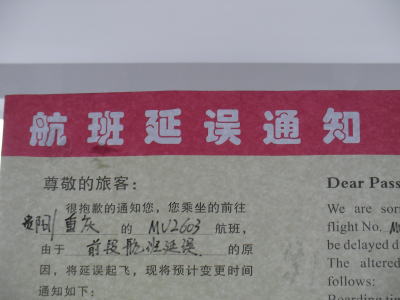 航班延误通知
尊敬的旅客：
很抱歉的通知您，您乘坐的前往
重庆 的 MU2603 航班，
由于 前段航班延误 的原
因，将延误起飞，现将预计变更时间
通知如下：
Dear Pass
We are sorr
flight No.
be delayed d
The altered
follows: